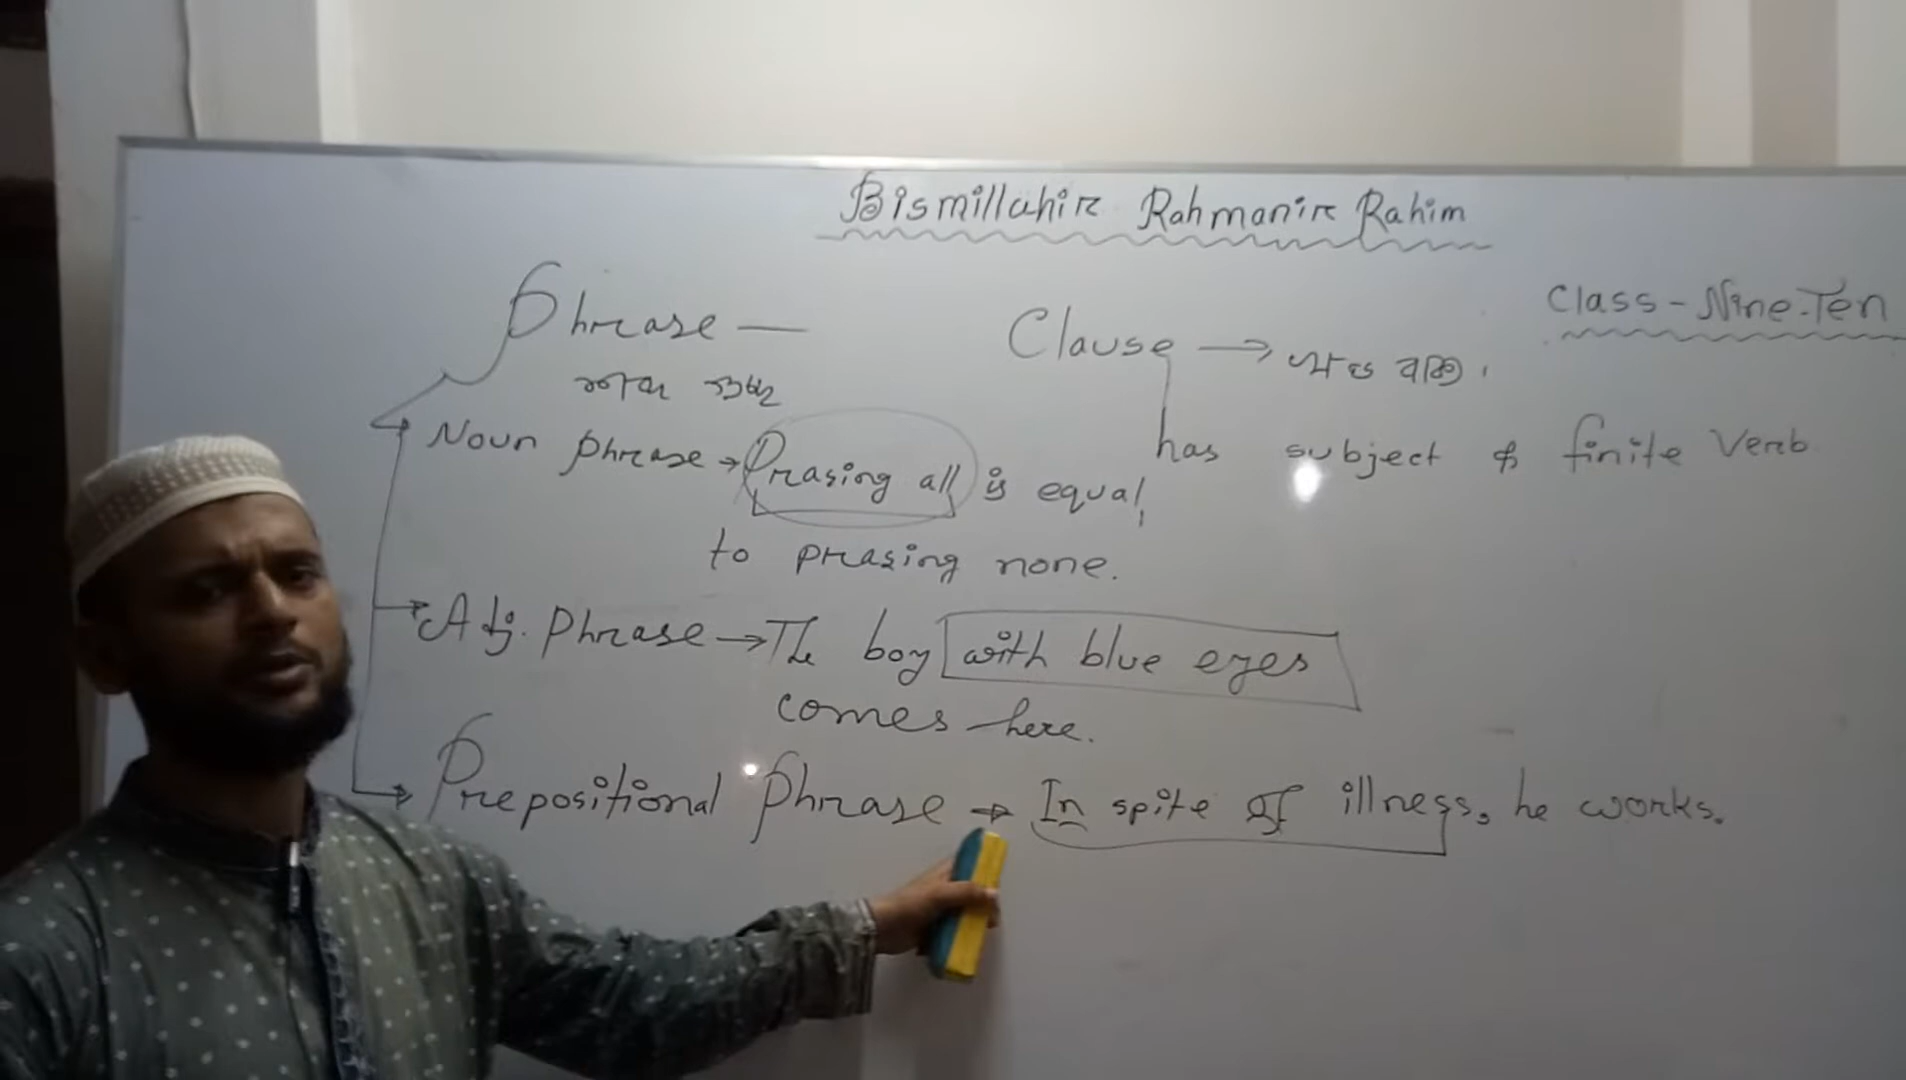 Bismillahir Rahmanir Rahim
Class - Nine-Ten
Phrase —
Clause → খন্ড বাক্য।
has subject & finite Verb
Noun phrase → Prasing all is equal
to prasing none.
Adj. Phrase → The boy with blue eyes
comes here.
Prepositional Phrase → In spite of illness, he works.